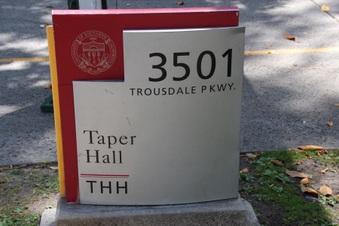 3501
TROUSDALE PKWY.
Taper
Hall
THH